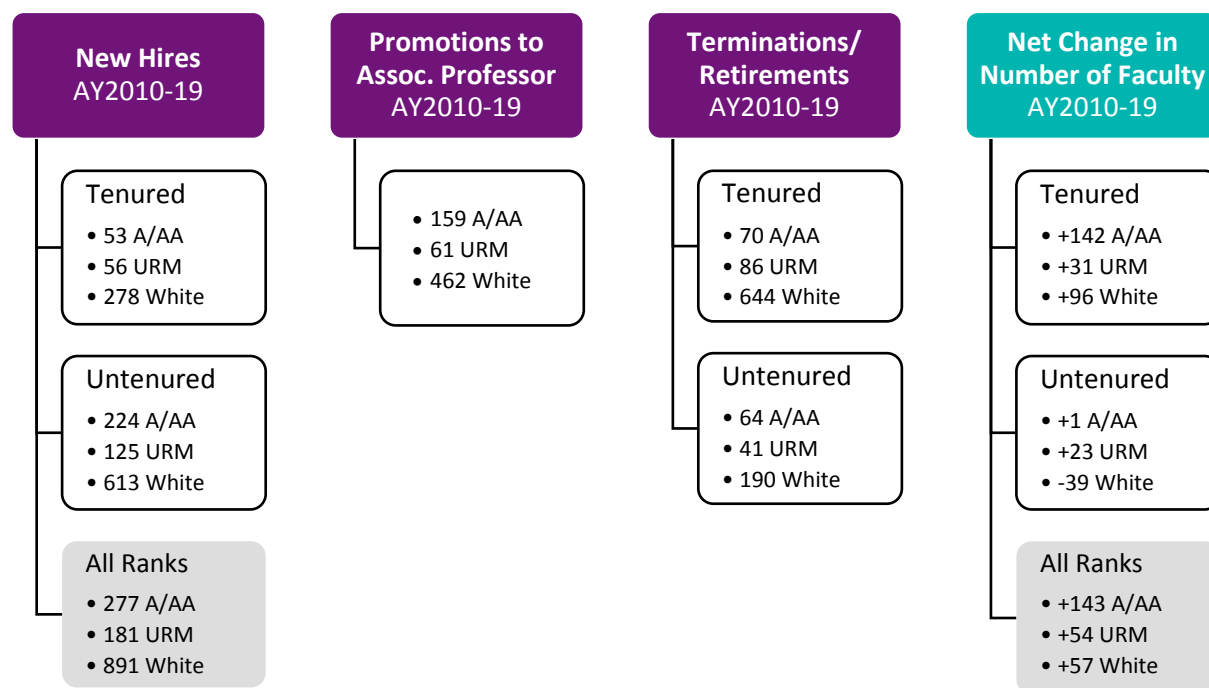 New Hires
AY2010-19
Tenured
• 53 A/AA
• 56 URM
• 278 White
Untenured
• 224 A/AA
• 125 URM
• 613 White
All Ranks
• 277 A/AA
• 181 URM
• 891 White
Promotions to
Assoc. Professor
AY2010-19
• 159 A/AA
• 61 URM
• 462 White
Terminations/
Retirements
AY2010-19
Tenured
• 70 A/AA
• 86 URM
• 644 White
Untenured
• 64 A/AA
• 41 URM
• 190 White
Net Change in
Number of Faculty
AY2010-19
Tenured
• +142 A/AA
• +31 URM
• +96 White
Untenured
• +1 A/AA
• +23 URM
• -39 White
All Ranks
• +143 A/AA
• +54 URM
• +57 White